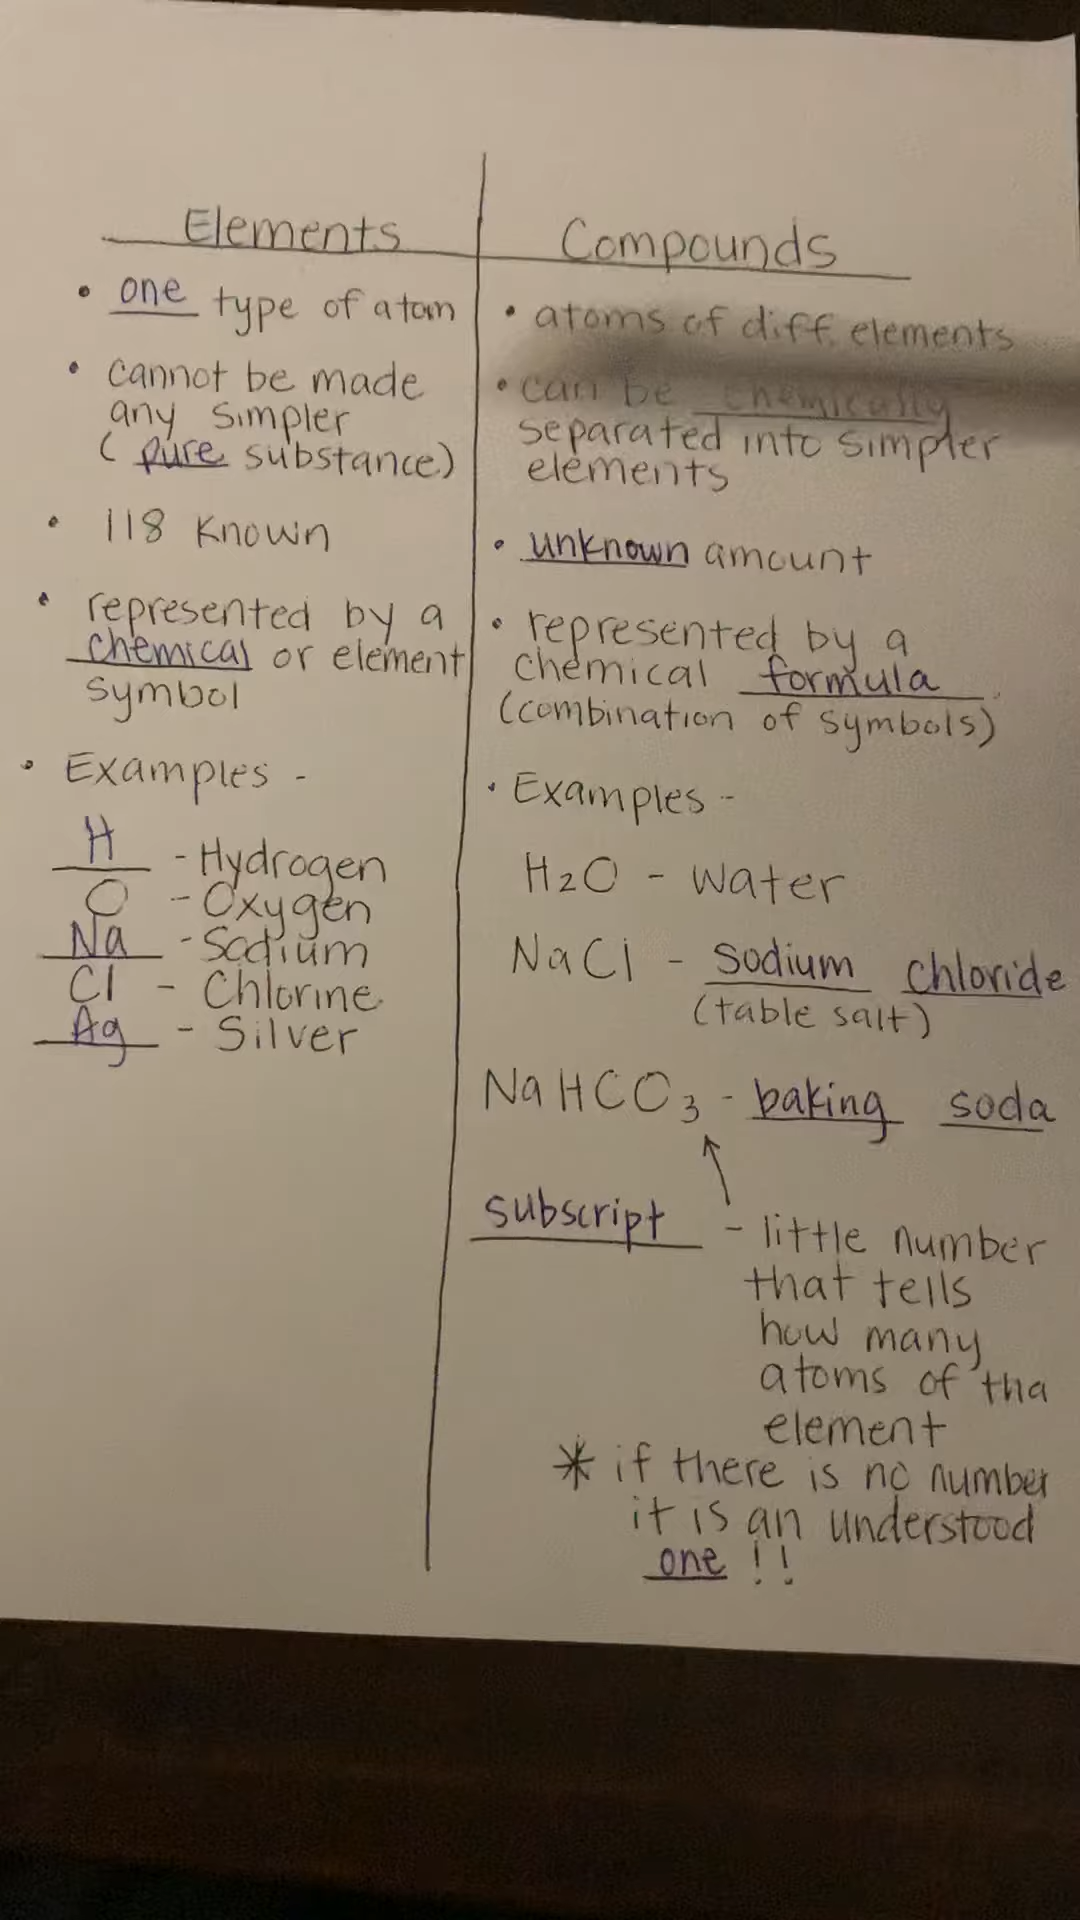 Elements
• one type of atom
• cannot be made
any simpler
(pure substance)
• 118 known
• represented by a
chemical or element
symbol
• Examples -
H - Hydrogen
O - Oxygen
Na - Sodium
Cl - Chlorine
Ag - Silver
Compounds
• atoms of diff. elements
• can be chemically
separated into simpler
elements
• unknown amount
• represented by a
chemical formula
(combination of symbols)
• Examples -
H₂O - water
NaCl - sodium chloride
(table salt)
NaHCO₃ - baking soda
subscript - little number
that tells
how many
atoms of tha
element
* if there is no number
it is an understood
one !!